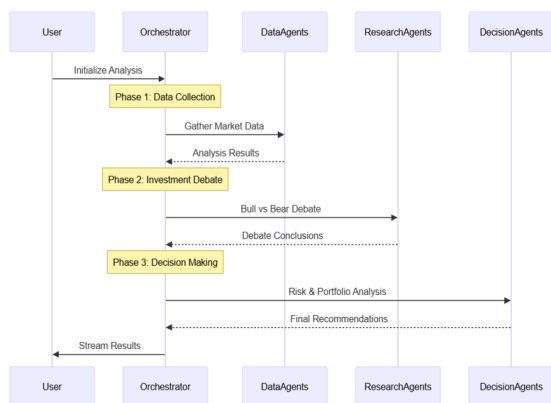 User Orchestrator DataAgents ResearchAgents DecisionAgents
Initialize Analysis
Phase 1: Data Collection
Gather Market Data
Analysis Results
Phase 2: Investment Debate
Bull vs Bear Debate
Debate Conclusions
Phase 3: Decision Making
Risk & Portfolio Analysis
Final Recommendations
Stream Results
User Orchestrator DataAgents ResearchAgents DecisionAgents